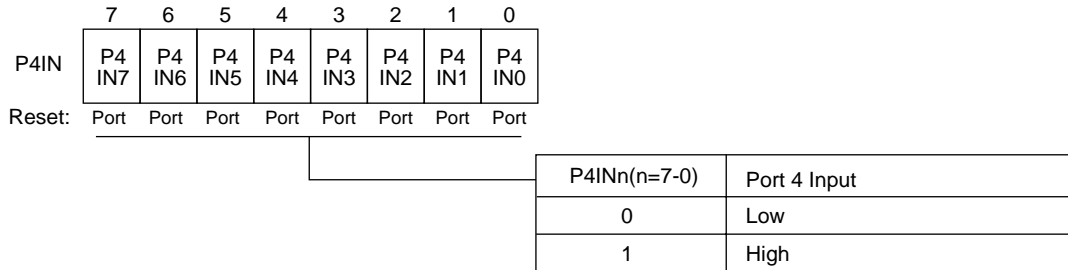 7 6 5 4 3 2 1 0
P4IN P4 IN7 P4 IN6 P4 IN5 P4 IN4 P4 IN3 P4 IN2 P4 IN1 P4 IN0
Reset: Port Port Port Port Port Port Port Port
P4INn(n=7-0) Port 4 Input
0 Low
1 High